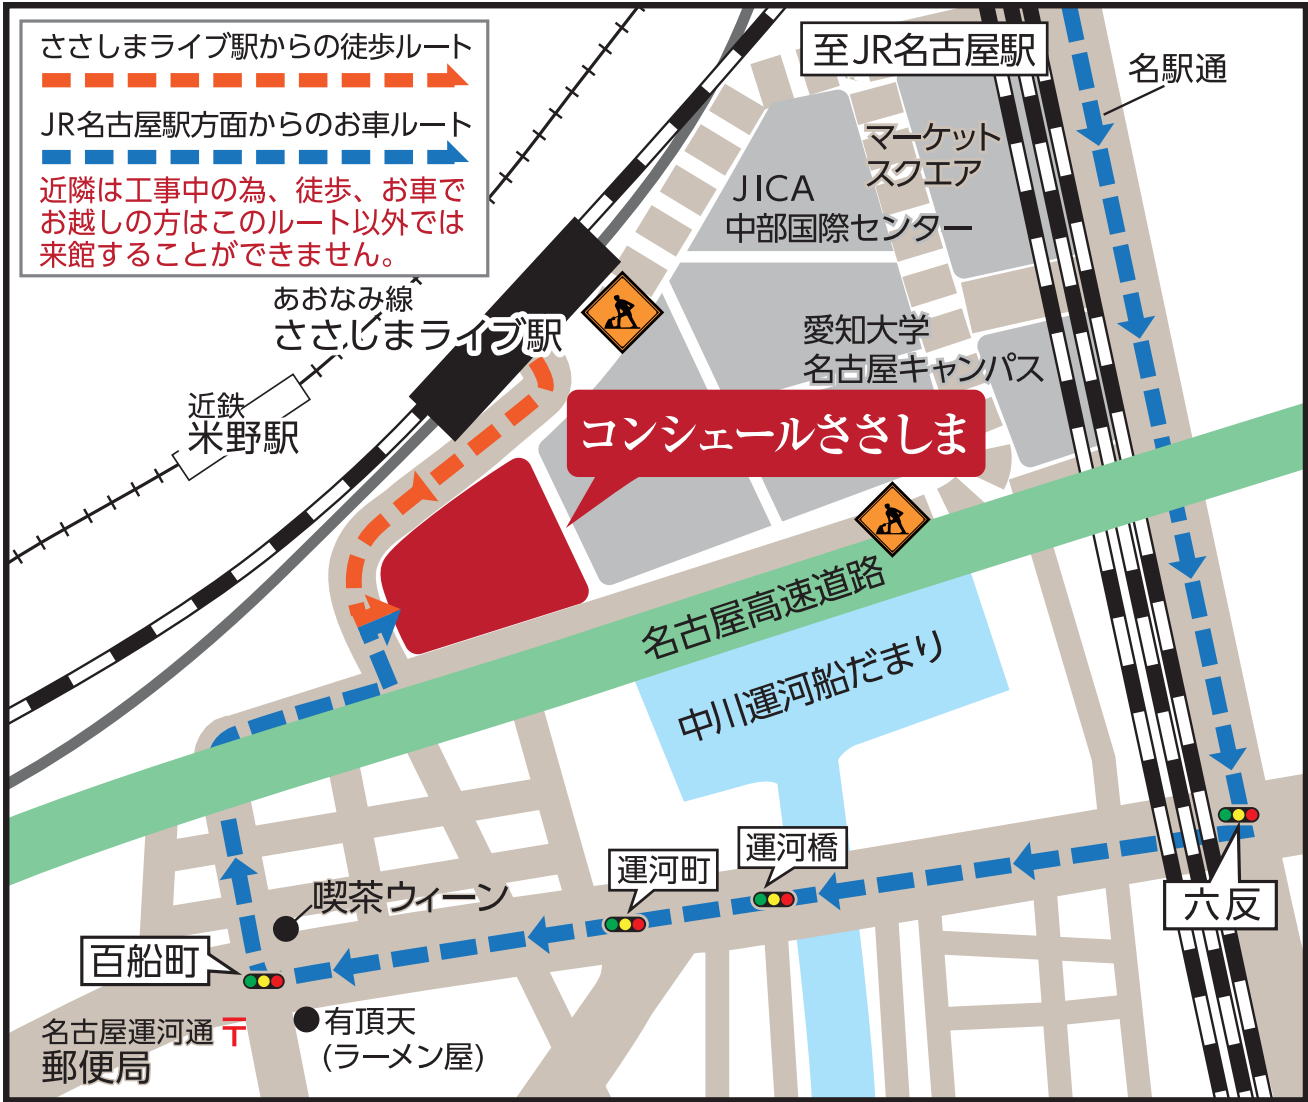 ささしまライブ駅からの徒歩ルート
JR名古屋駅方面からのお車ルート
近隣は工事中の為、徒歩、お車で
お越しの方はこのルート以外では
来館することができません。
至JR名古屋駅
名駅通
マーケット
スクエア
JICA
中部国際センター
あおなみ線
ささしまライブ駅
愛知大学
名古屋キャンパス
近鉄
米野駅
コンシェールささしま
名古屋高速道路
中川運河船だまり
運河橋
運河町
六反
喫茶ウィーン
百船町
有頂天
(ラーメン屋)
名古屋運河通〒
郵便局